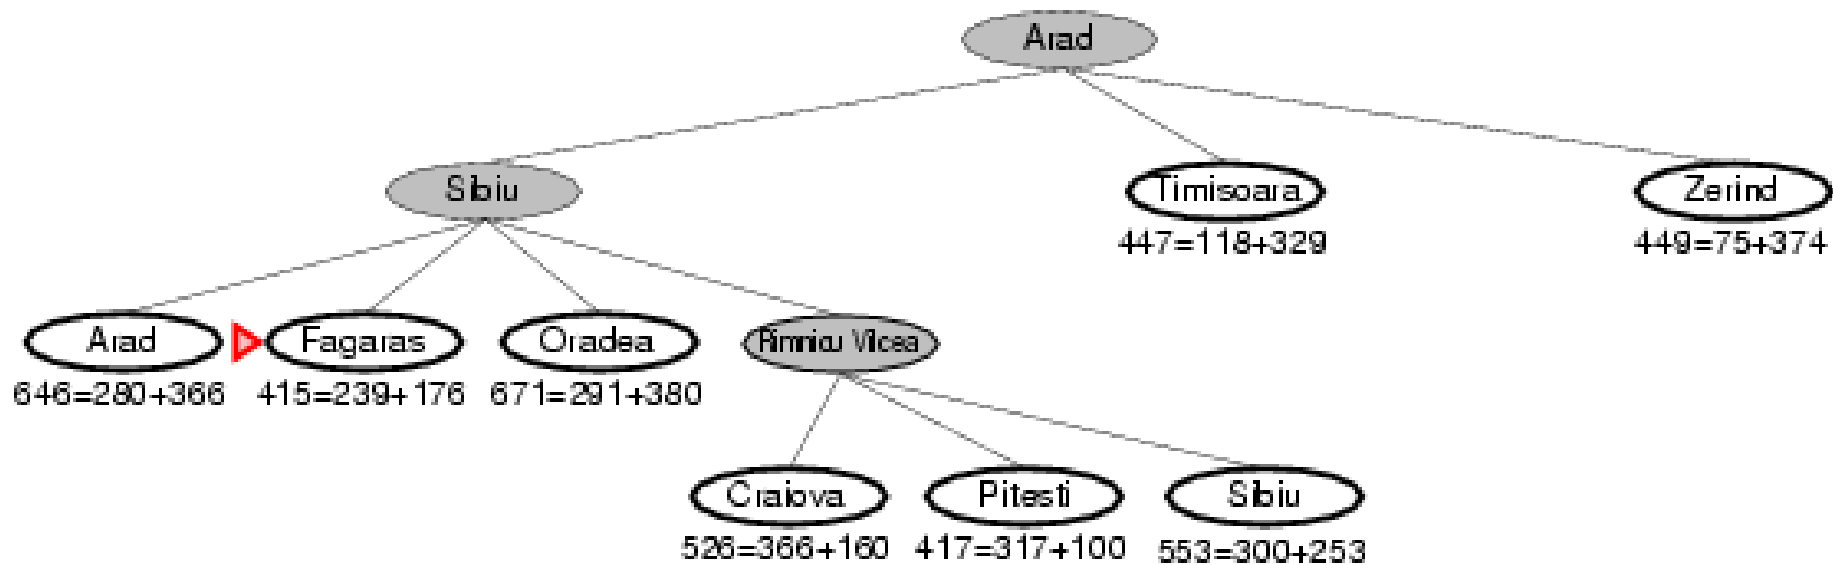 Arad
Sibiu
Timisoara
Zerind
447=118+329
449=75+374
Arad
Fagaras
Oradea
Rimnicu Vilcea
646=280+366
415=239+176
671=291+380
Craiova
Pitesti
Sibiu
526=366+160
417=317+100
553=300+253